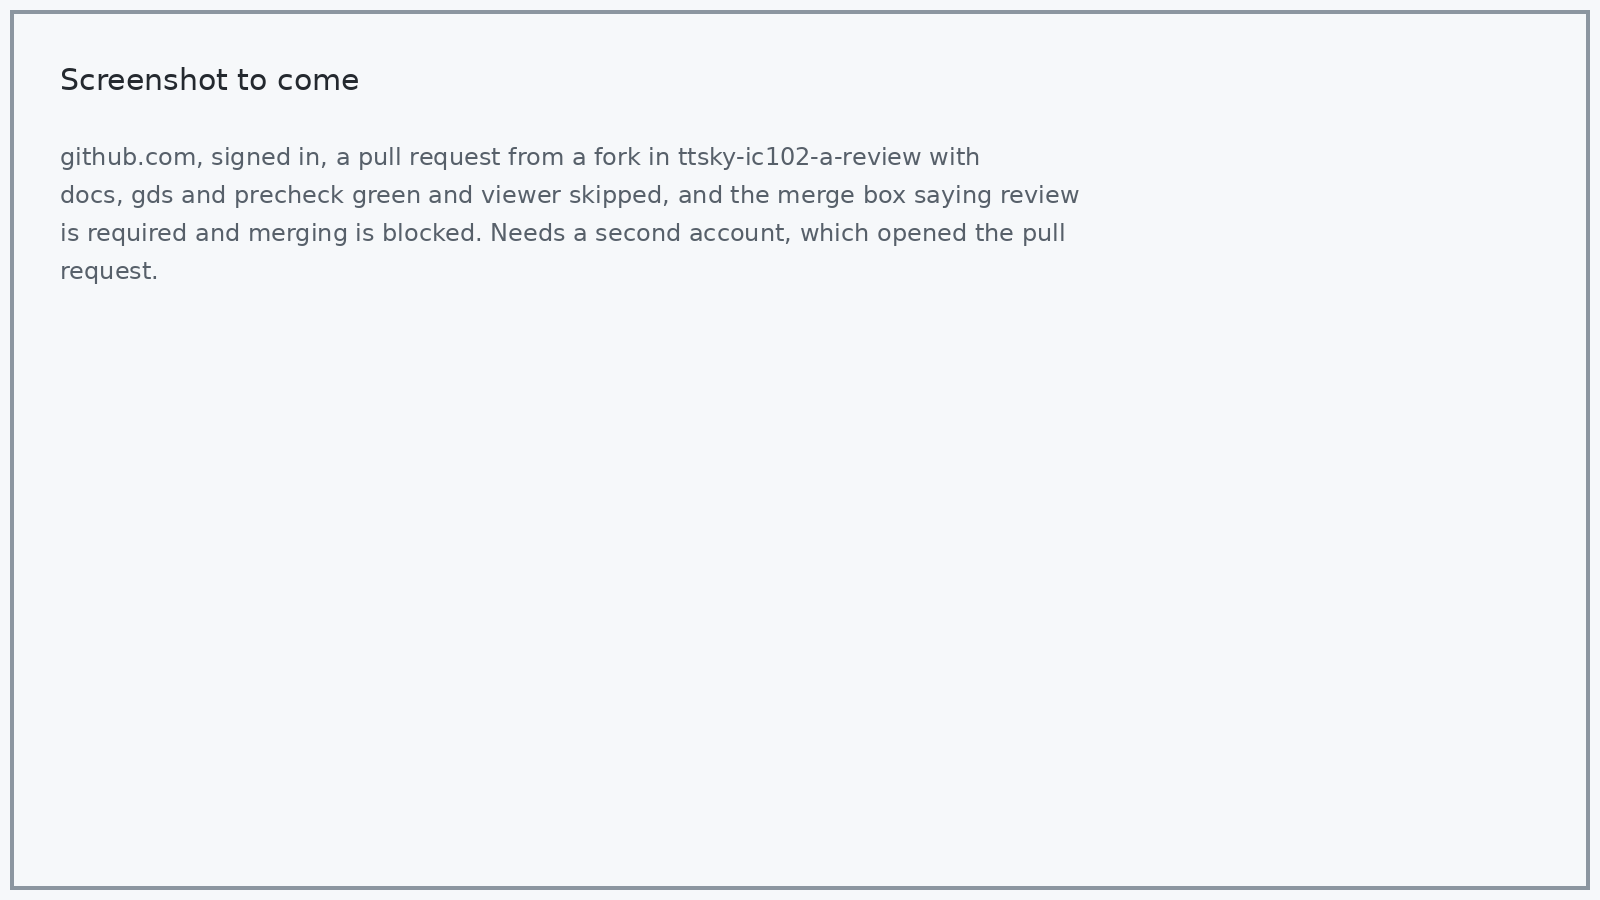 Screenshot to come
github.com, signed in, a pull request from a fork in ttsky-ic102-a-review with
docs, gds and precheck green and viewer skipped, and the merge box saying review
is required and merging is blocked. Needs a second account, which opened the pull
request.